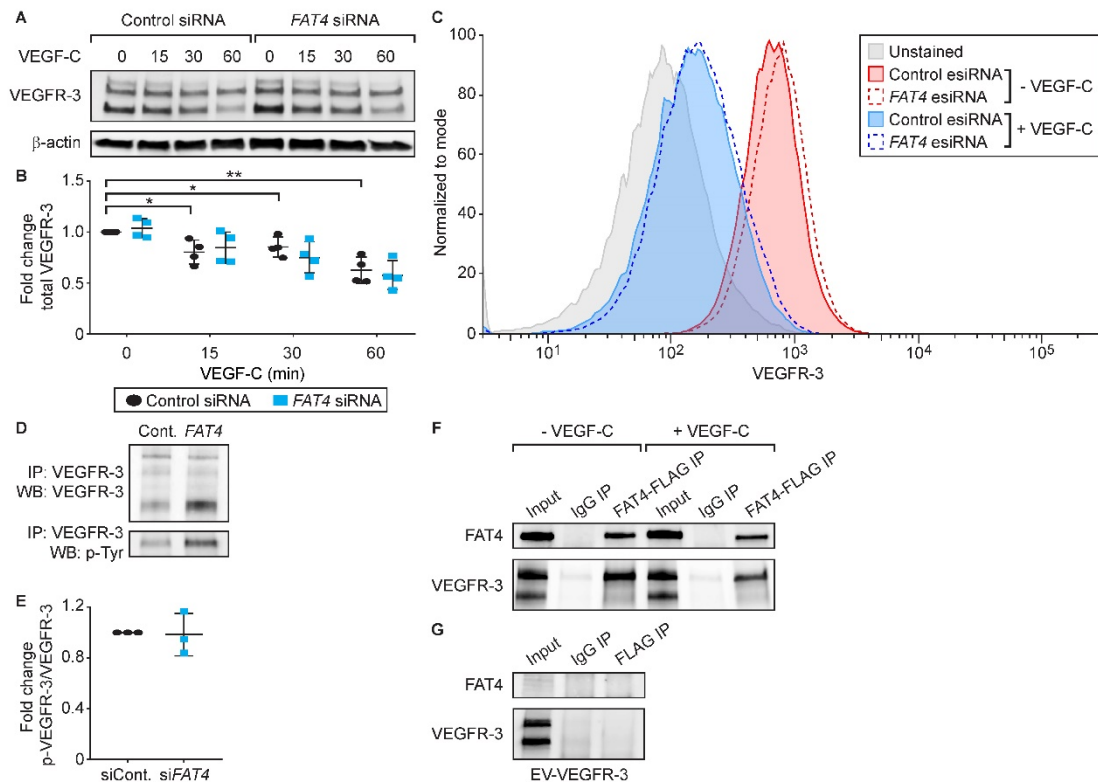 A
Control siRNA FAT4 siRNA
VEGF-C 0 15 30 60 0 15 30 60
VEGFR-3
β-actin
B
Fold change
total VEGFR-3
1.5
1.0
0.5
0
* * **
0 15 30 60
VEGF-C (min)
Control siRNA FAT4 siRNA
C
Normalized to mode
100
80
60
40
20
0
10¹ 10² 10³ 10⁴ 10⁵
VEGFR-3
Unstained
Control esiRNA
FAT4 esiRNA
- VEGF-C
Control esiRNA
FAT4 esiRNA
+ VEGF-C
D
Cont. FAT4
IP: VEGFR-3
WB: VEGFR-3
IP: VEGFR-3
WB: p-Tyr
E
Fold change
p-VEGFR-3/VEGFR-3
1.2
0.8
0.4
0
siCont. siFAT4
F
- VEGF-C + VEGF-C
Input IgG IP FAT4-FLAG IP Input IgG IP FAT4-FLAG IP
FAT4
VEGFR-3
G
Input IgG IP FLAG IP
FAT4
VEGFR-3
EV-VEGFR-3